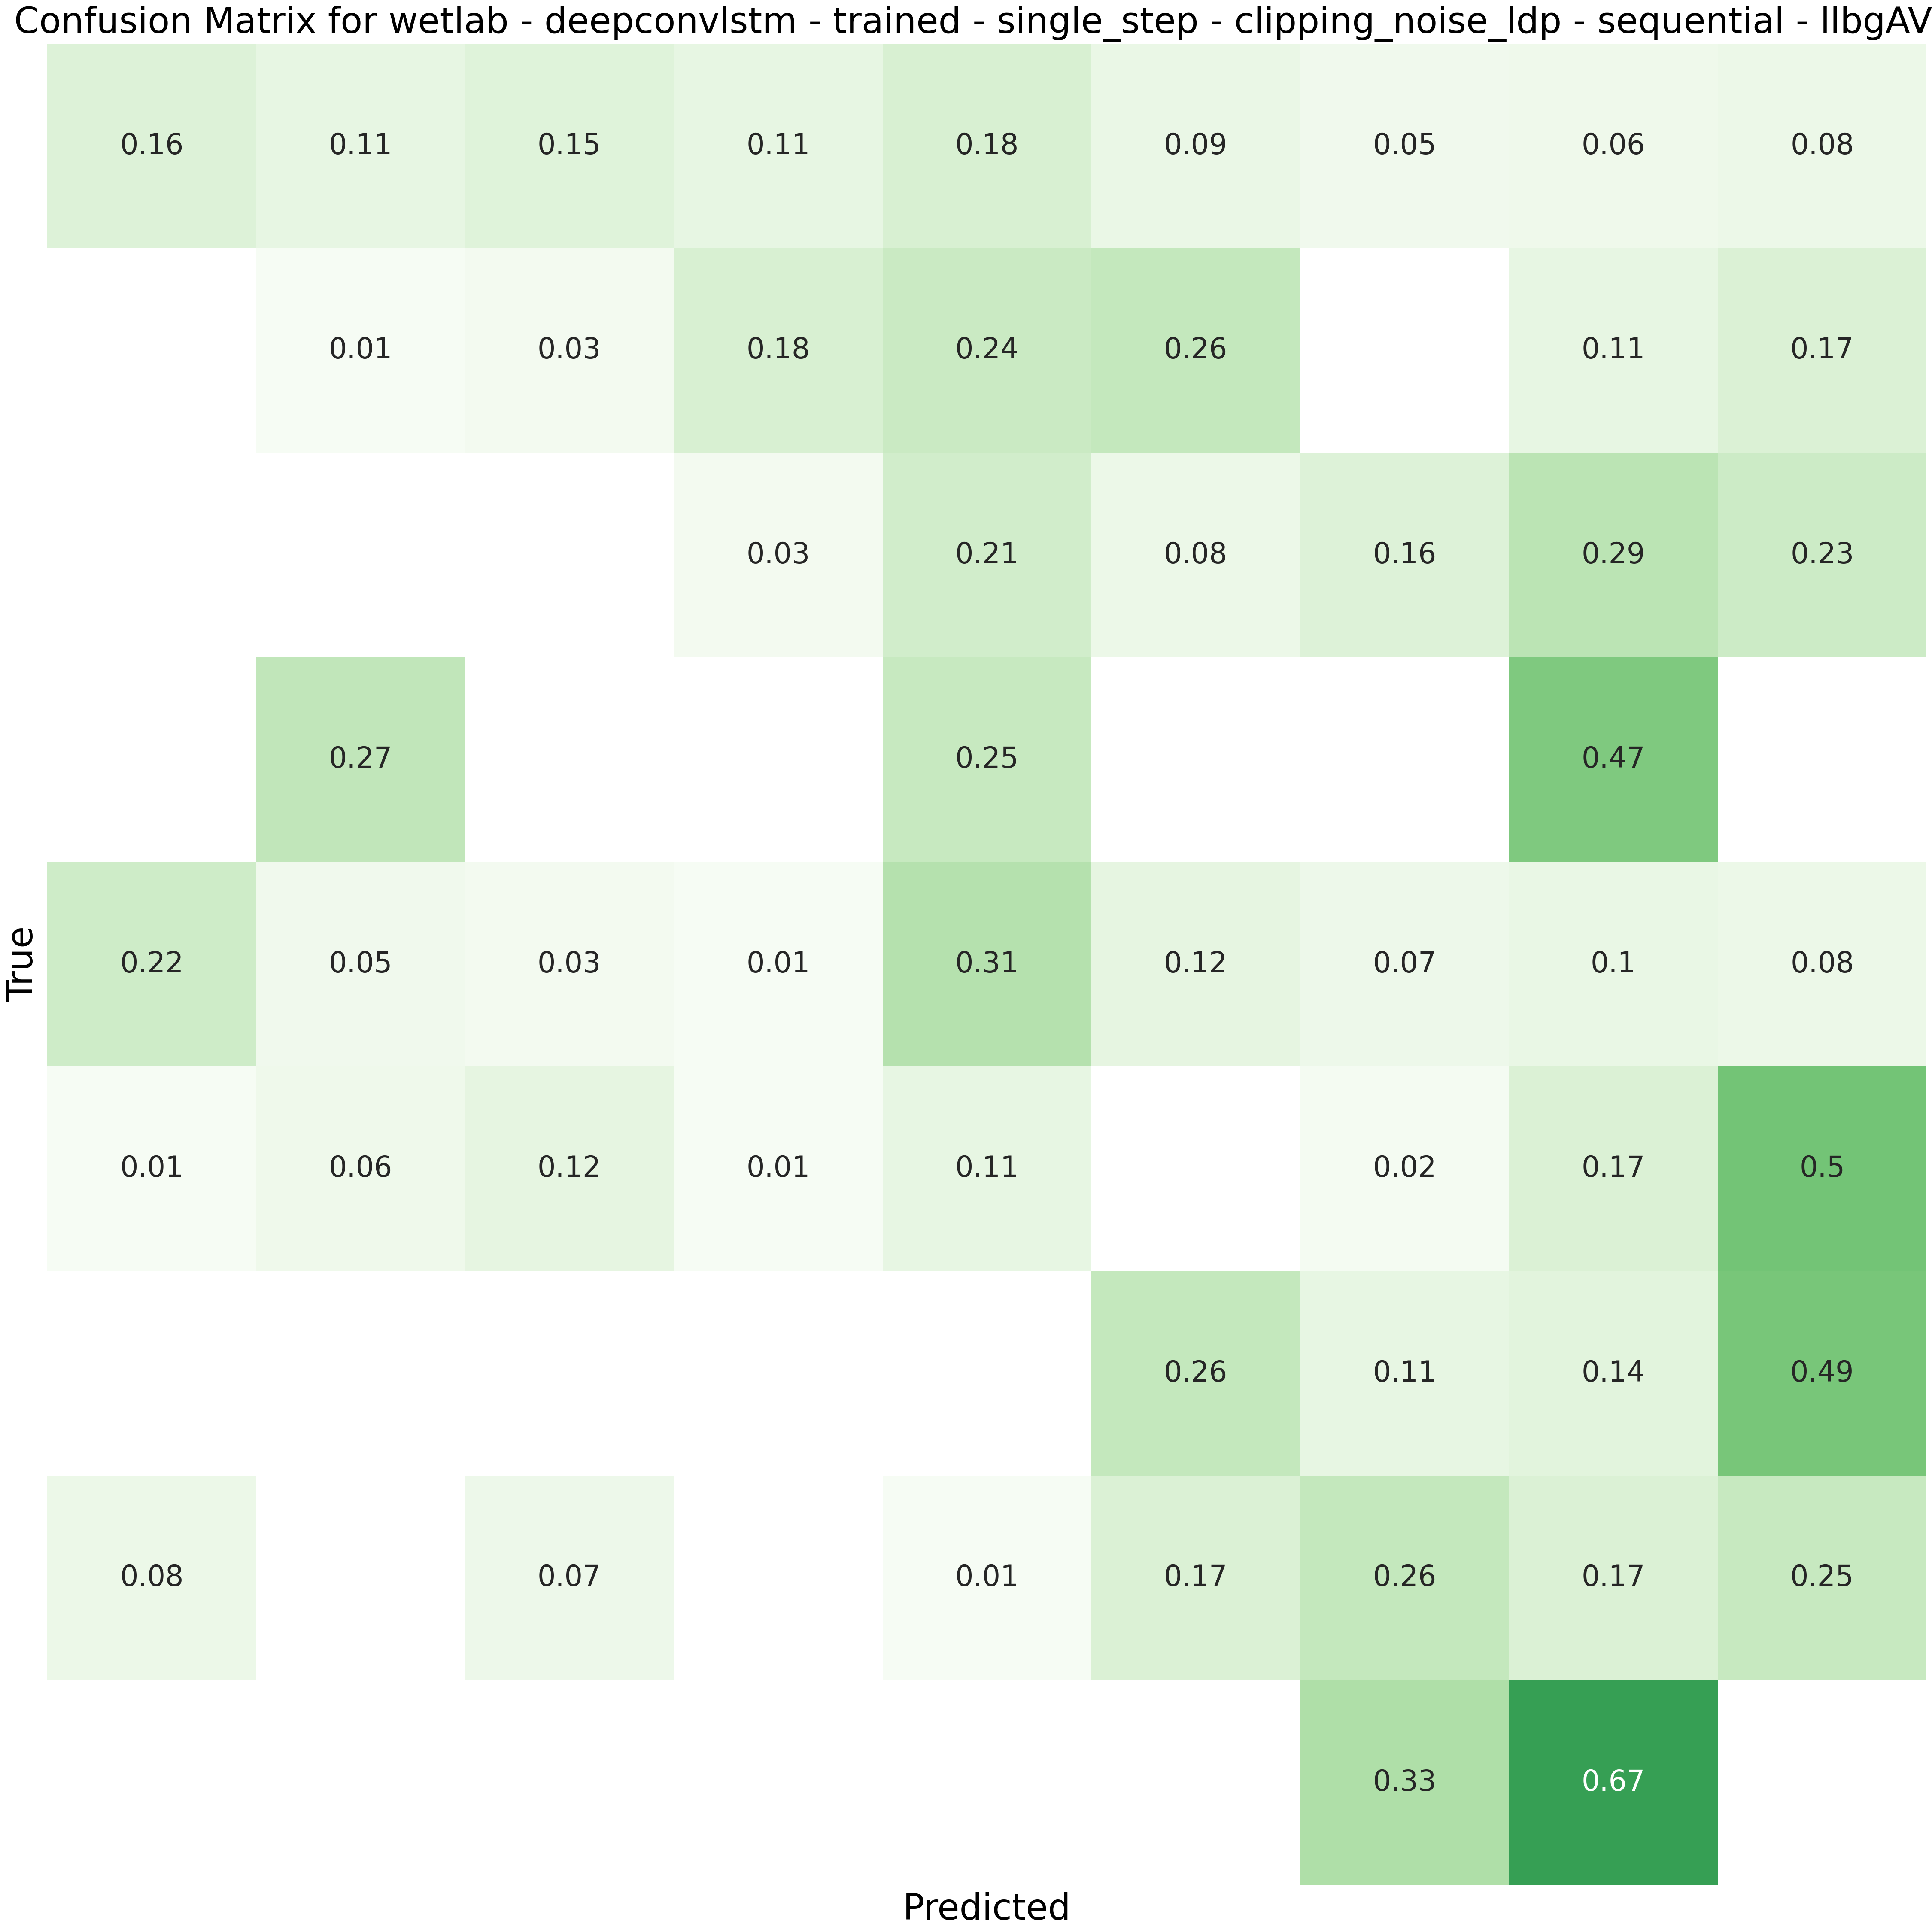 Confusion Matrix for wetlab - deepconvlstm - trained - single_step - clipping_noise_ldp - sequential - llbgAV
0.16 0.11 0.15 0.11 0.18 0.09 0.05 0.06 0.08
0.01 0.03 0.18 0.24 0.26 0.11 0.17
0.03 0.21 0.08 0.16 0.29 0.23
0.27 0.25 0.47
0.22 0.05 0.03 0.01 0.31 0.12 0.07 0.1 0.08
True
0.01 0.06 0.12 0.01 0.11 0.02 0.17 0.5
0.26 0.11 0.14 0.49
0.08 0.07 0.01 0.17 0.26 0.17 0.25
0.33 0.67
Predicted